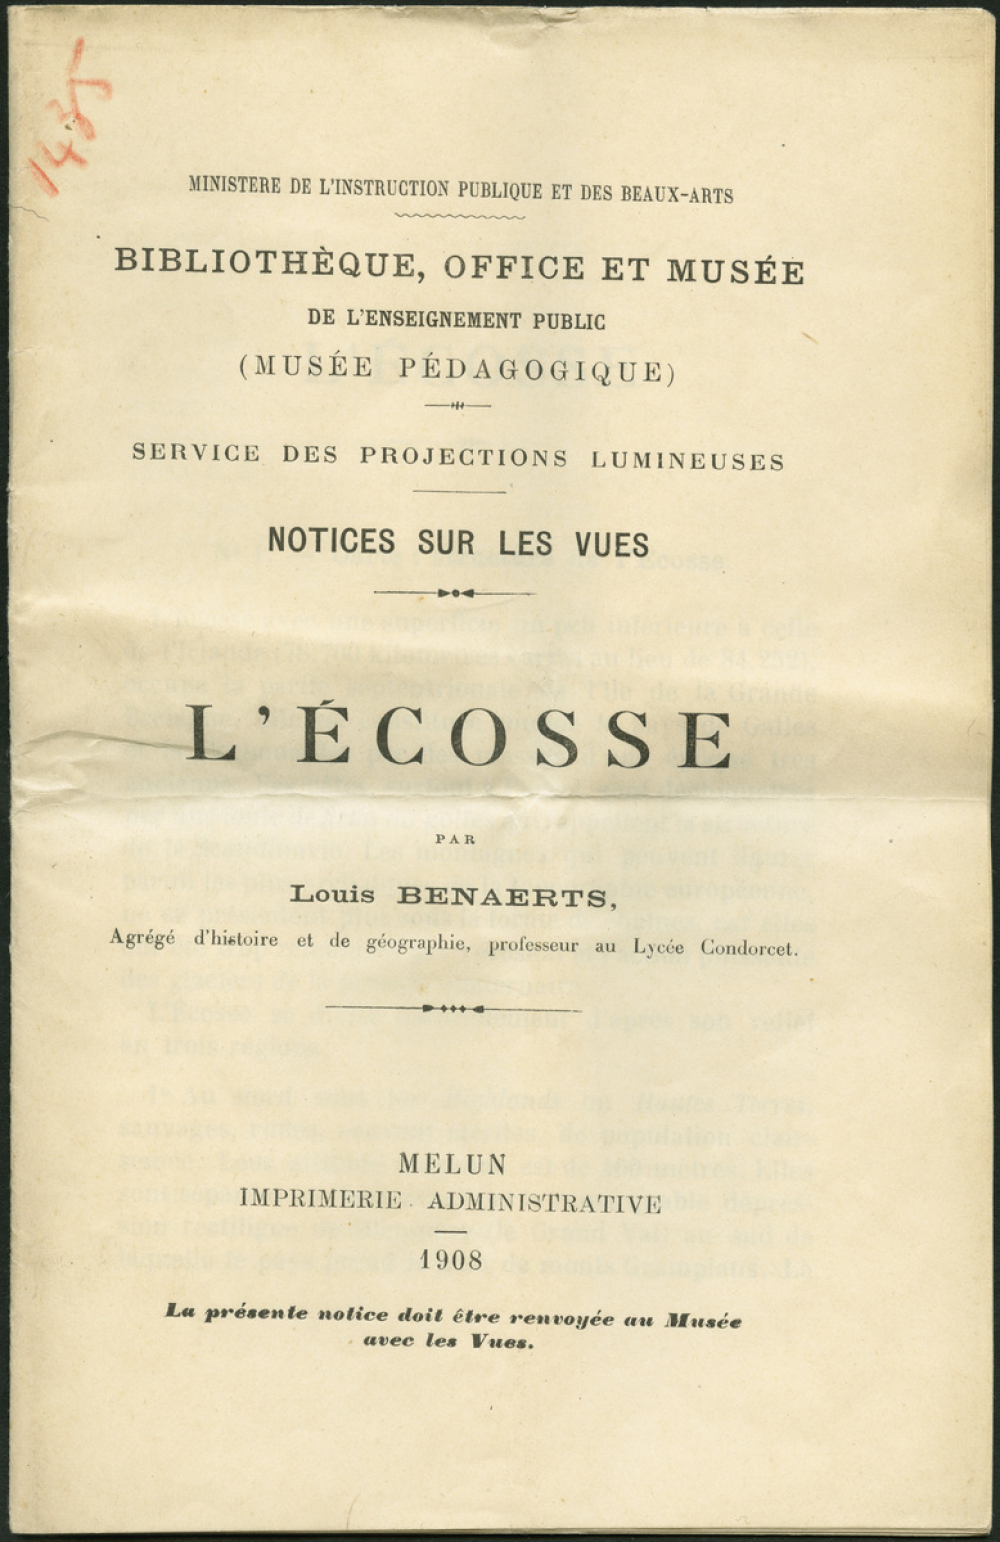 1435
MINISTERE DE L'INSTRUCTION PUBLIQUE ET DES BEAUX-ARTS
BIBLIOTHÈQUE, OFFICE ET MUSÉE
DE L'ENSEIGNEMENT PUBLIC
(MUSÉE PÉDAGOGIQUE)
SERVICE DES PROJECTIONS LUMINEUSES
NOTICES SUR LES VUES
L'ÉCOSSE
PAR
Louis BENAERTS,
Agrégé d'histoire et de géographie, professeur au Lycée Condorcet.
MELUN
IMPRIMERIE ADMINISTRATIVE
1908
La présente notice doit être renvoyée au Musée
avec les Vues.